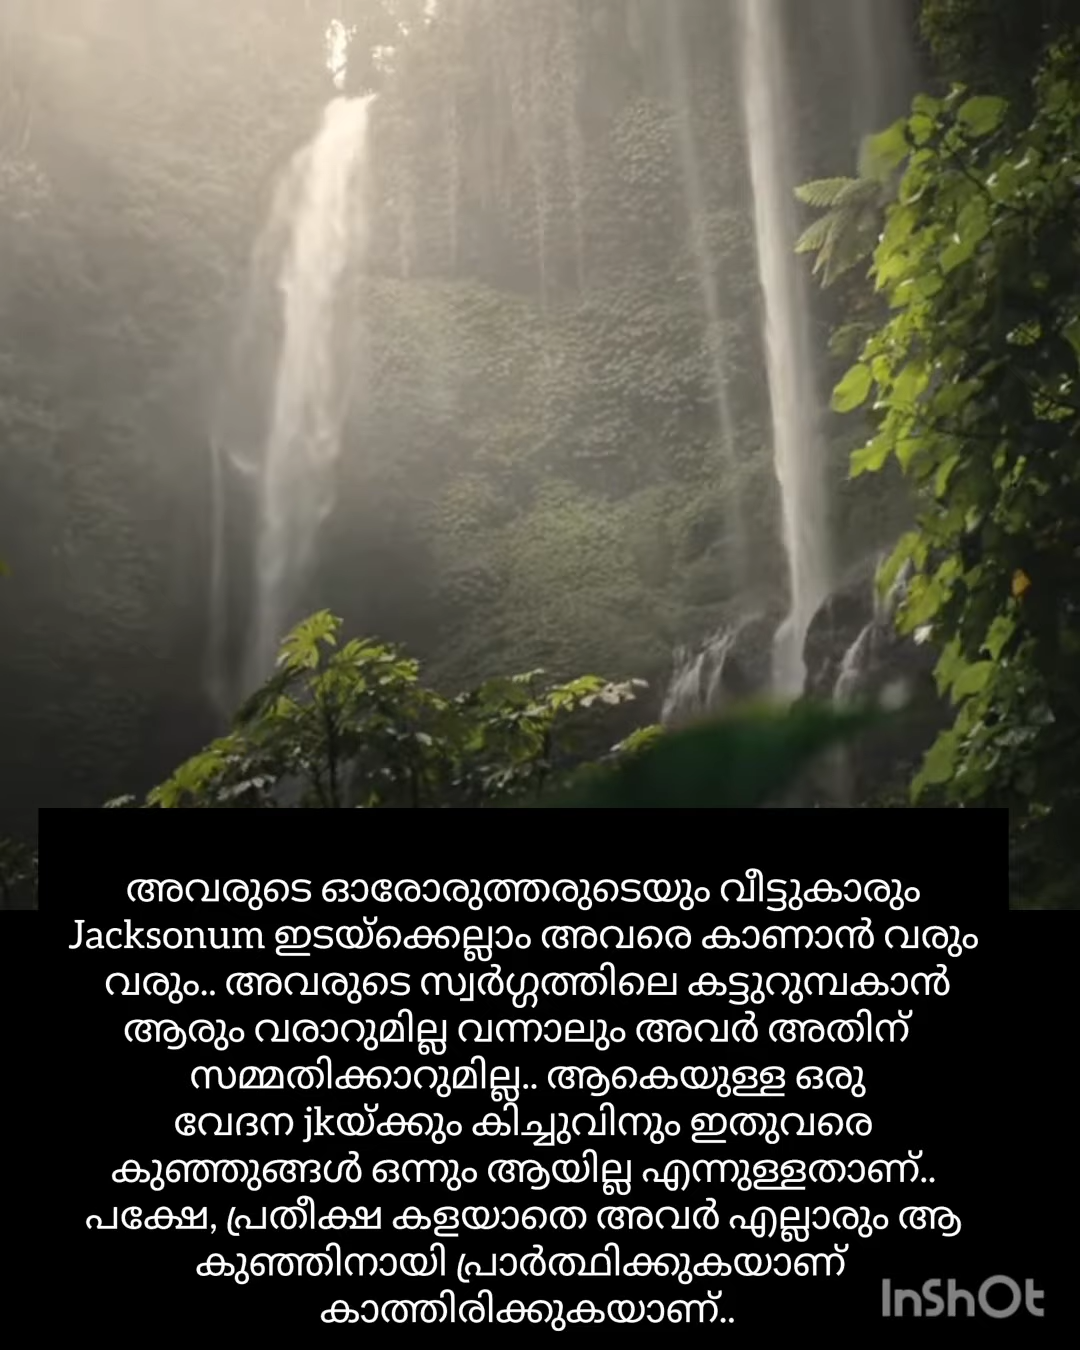 അവരുടെ ഓരോരുത്തരുടെയും വീട്ടുകാരും
Jacksonum ഇടയ്ക്കെല്ലാം അവരെ കാണാൻ വരും
വരും.. അവരുടെ സ്വർഗ്ഗത്തിലെ കട്ടുറുമ്പകാൻ
ആരും വരാറുമില്ല വന്നാലും അവർ അതിന്
സമ്മതിക്കാറുമില്ല.. ആകെയുള്ള ഒരു
വേദന jkയ്ക്കും കിച്ചുവിനും ഇതുവരെ
കുഞ്ഞുങ്ങൾ ഒന്നും ആയില്ല എന്നുള്ളതാണ്..
പക്ഷേ, പ്രതീക്ഷ കളയാതെ അവർ എല്ലാരും ആ
കുഞ്ഞിനായി പ്രാർത്ഥിക്കുകയാണ്
കാത്തിരിക്കുകയാണ്..
InShOt